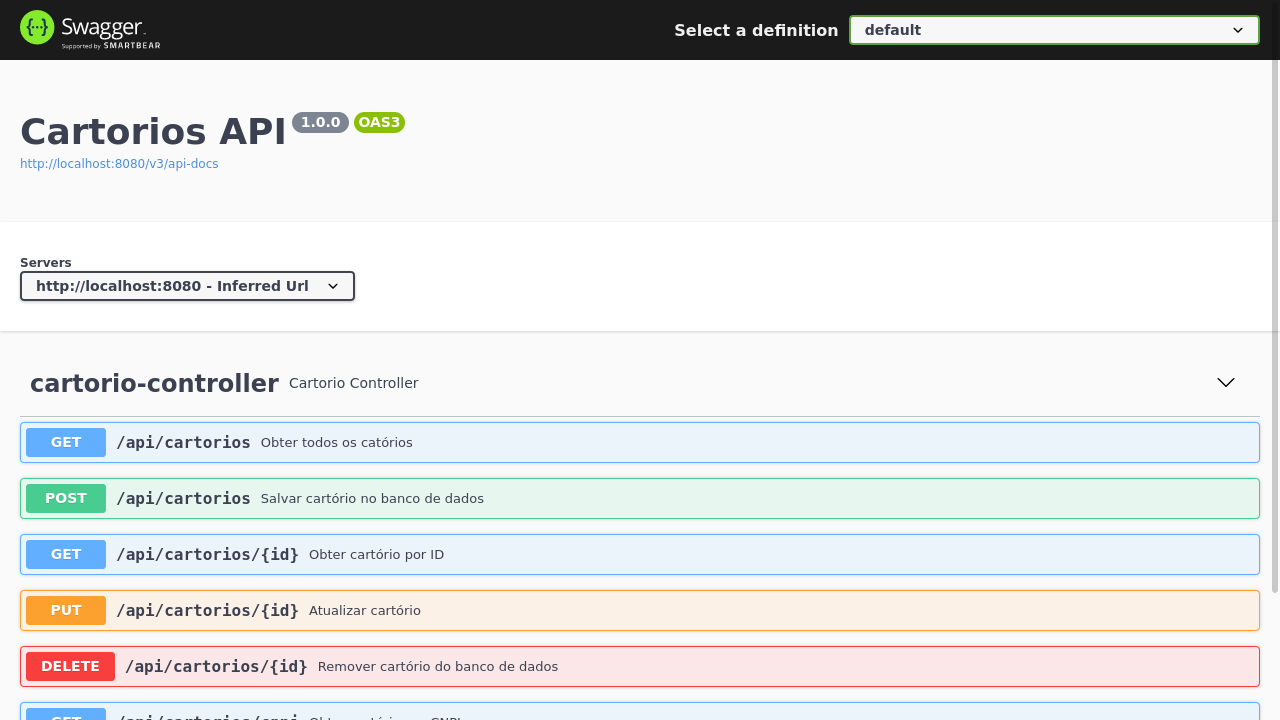 Swagger.
Supported by SMARTBEAR
Select a definition
default
Cartorios API 1.0.0 OAS3
http://localhost:8080/v3/api-docs
Servers
http://localhost:8080 - Inferred Url
cartorio-controller Cartorio Controller
GET /api/cartorios Obter todos os catórios
POST /api/cartorios Salvar cartório no banco de dados
GET /api/cartorios/{id} Obter cartório por ID
PUT /api/cartorios/{id} Atualizar cartório
DELETE /api/cartorios/{id} Remover cartório do banco de dados
GET